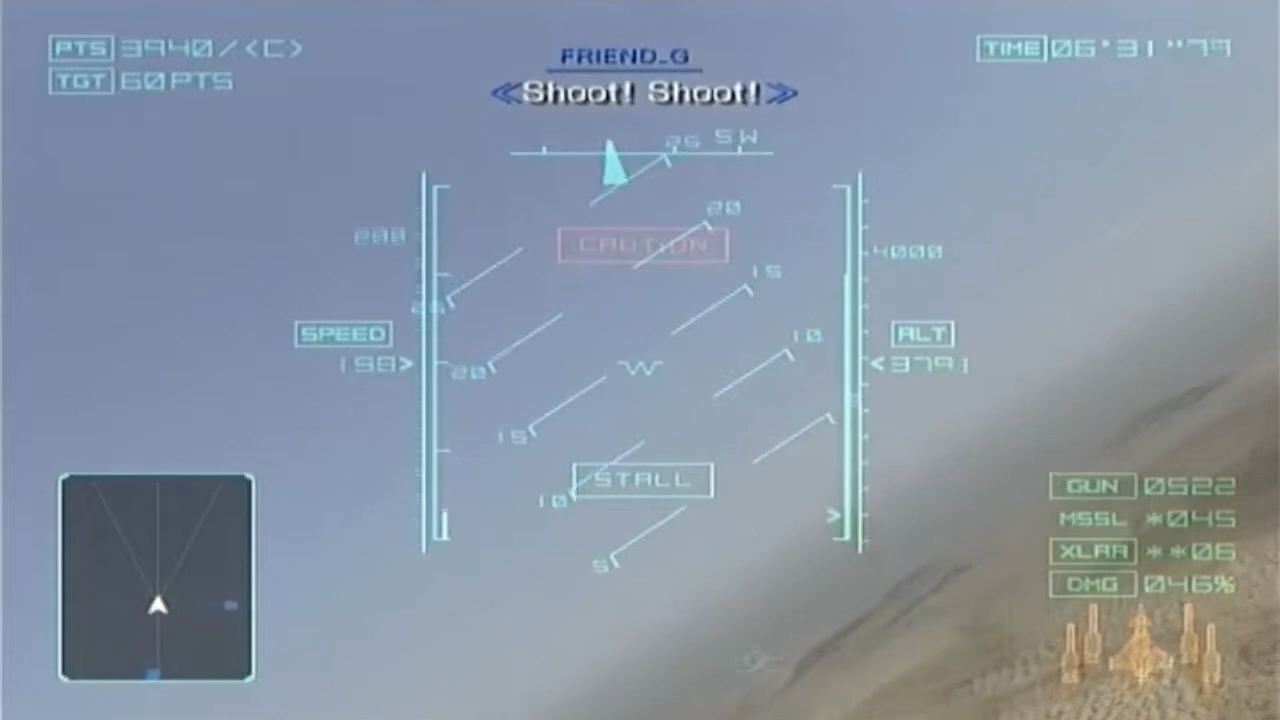 PTS 3940/<C>
TGT 60PTS
FRIEND_G
<<Shoot! Shoot!>>
TIME 06'31"79
25 SW
20
CAUTION
200
4000
15
25
SPEED
10
ALT
190>
20
<3791
15
STALL
10
5
GUN 0522
MSSL *045
XLAA **06
DMG 046%